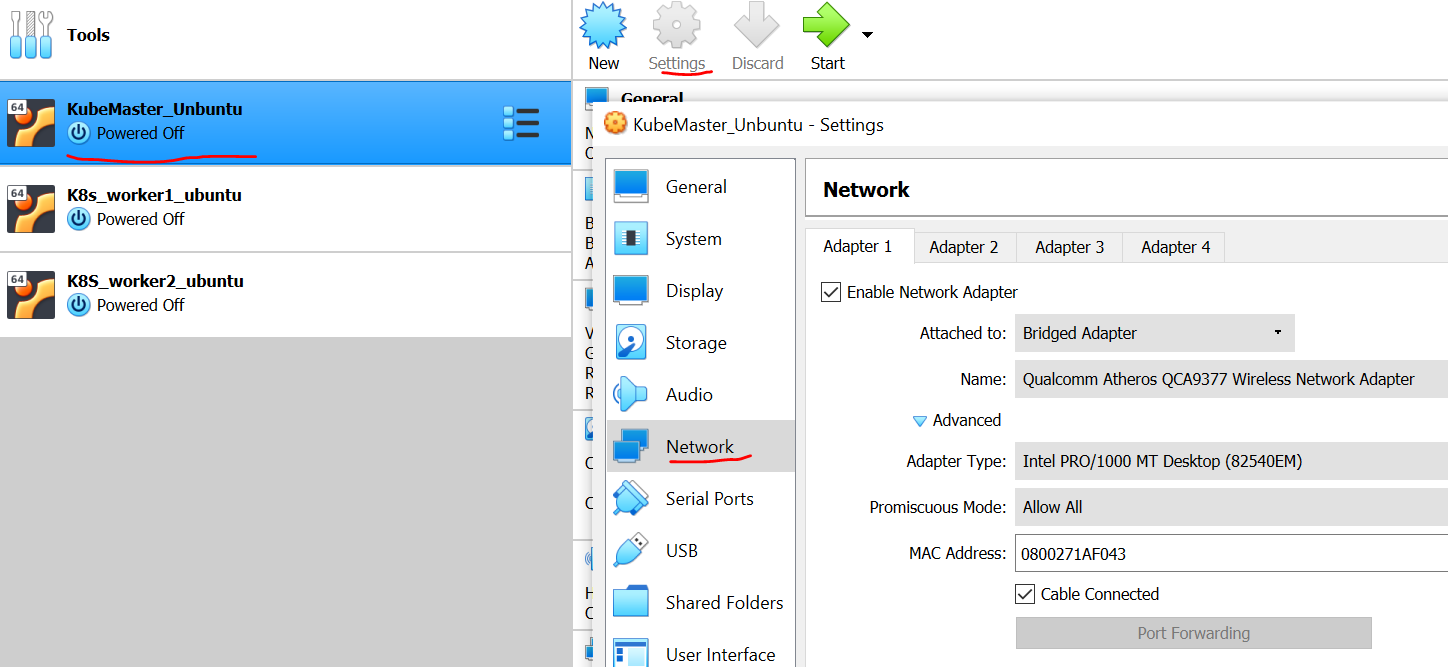 Tools
New
Settings
Discard
Start
64
KubeMaster_Unbuntu
Powered Off
64
K8s_worker1_ubuntu
Powered Off
64
K8S_worker2_ubuntu
Powered Off
General
KubeMaster_Unbuntu - Settings
General
System
Display
Storage
Audio
Network
Serial Ports
USB
Shared Folders
User Interface
Network
Adapter 1
Adapter 2
Adapter 3
Adapter 4
Enable Network Adapter
Attached to: Bridged Adapter
Name: Qualcomm Atheros QCA9377 Wireless Network Adapter
Advanced
Adapter Type: Intel PRO/1000 MT Desktop (82540EM)
Promiscuous Mode: Allow All
MAC Address: 0800271AF043
Cable Connected
Port Forwarding